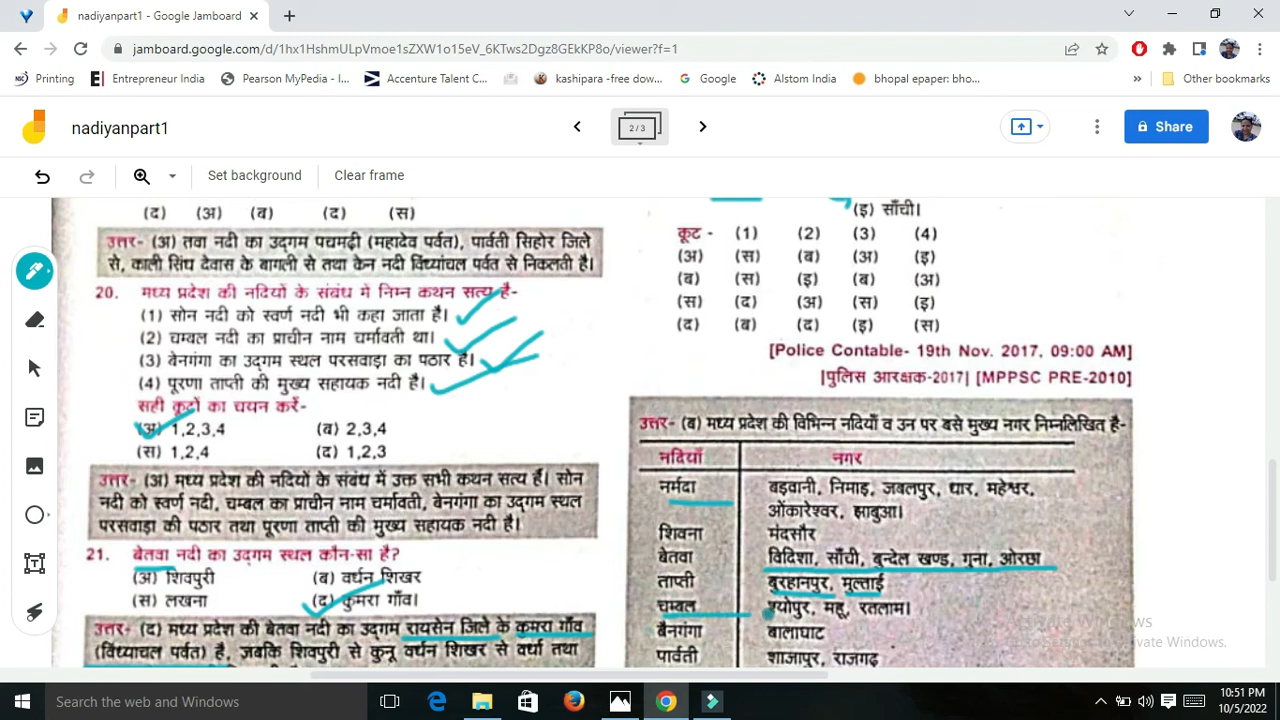 nadiyanpart1 - Google Jamboard
jamboard.google.com/d/1hx1HshmULpVmoe1sZXW1o15eV_6KTws2Dgz8GEkKP8o/viewer?f=1
Printing
Entrepreneur India
Pearson MyPedia - I...
Accenture Talent C...
kashipara -free dow...
Google
Alstom India
bhopal epaper: bho...
»
Other bookmarks
nadiyanpart1
2 / 3
Share
Set background
Clear frame
(द) (अ) (ब) (द) (स)
उत्तर- (अ) तवा नदी का उद्गम पचमढ़ी (महादेव पर्वत), पार्वती सिहोर जिले
से, काली सिंध देवास के बागली से तथा केन नदी विंध्यांचल पर्वत से निकलती है।
20. मध्य प्रदेश की नदियों के संबंध में निम्न कथन सत्य है-
(1) सोन नदी को स्वर्ण नदी भी कहा जाता है।
(2) चम्बल नदी का प्राचीन नाम चर्मावती था।
(3) बेनगंगा का उद्गम स्थल परसवाड़ा का पठार है।
(4) पूरणा ताप्ती की मुख्य सहायक नदी है।
सही कूटों का चयन करें-
(अ) 1,2,3,4 (ब) 2,3,4
(स) 1,2,4 (द) 1,2,3
उत्तर- (अ) मध्य प्रदेश की नदियों के संबंध में उक्त सभी कथन सत्य हैं। सोन
नदी को स्वर्ण नदी, चम्बल का प्राचीन नाम चर्मावती, बेनगंगा का उद्गम स्थल
परसवाड़ा की पठार तथा पूरणा ताप्ती की मुख्य सहायक नदी है।
21. बेतवा नदी का उद्गम स्थल कौन-सा है?
(अ) शिवपुरी (ब) वर्धन शिखर
(स) लखना (द) कुमरा गाँव।
उत्तर- (द) मध्य प्रदेश की बेतवा नदी का उद्गम रायसेन जिले के कुमरा गाँव
(विंध्याचल पर्वत) है, जबकि शिवपुरी से कुनू वर्धन शिखर से वर्धा तथा
(इ) साँची।
कूट - (1) (2) (3) (4)
(अ) (स) (ब) (अ) (इ)
(ब) (स) (इ) (ब) (अ)
(स) (द) (अ) (स) (इ)
(द) (ब) (द) (इ) (स)
[Police Contable- 19th Nov. 2017, 09:00 AM]
[पुलिस आरक्षक-2017] [MPPSC PRE-2010]
उत्तर- (ब) मध्य प्रदेश की विभिन्न नदियाँ व उन पर बसे मुख्य नगर निम्नलिखित है-
नदियाँ नगर
नर्मदा बड़वानी, निमाड़, जबलपुर, धार, महेश्वर,
ओंकारेश्वर, झाबुआ।
शिवना मंदसौर
बेतवा विदिशा, साँची, बुन्देल खण्ड, गुना, ओरछा
ताप्ती बुरहानपुर, मुल्ताई
चम्बल श्योपुर, महू, रतलाम।
बैनगंगा बालाघाट
पार्वती शाजापुर, राजगढ़
Search the web and Windows
10:51 PM
10/5/2022